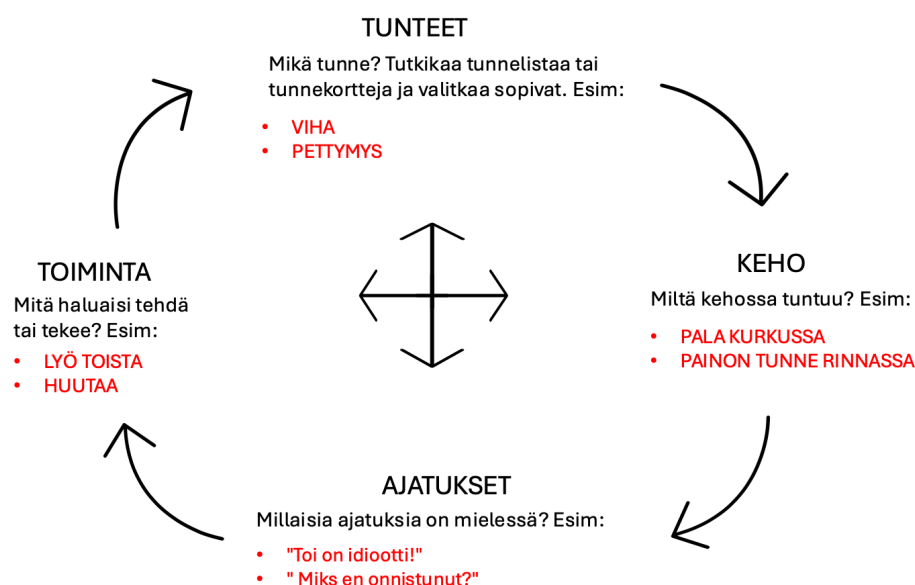 TUNTEET
Mikä tunne? Tutkikaa tunnelistaa tai
tunnekortteja ja valitkaa sopivat. Esim:
• VIHA
• PETTYMYS
KEHO
Miltä kehossa tuntuu? Esim:
• PALA KURKUSSA
• PAINON TUNNE RINNASSA
AJATUKSET
Millaisia ajatuksia on mielessä? Esim:
• "Toi on idiootti!"
• " Miks en onnistunut?"
TOIMINTA
Mitä haluaisi tehdä
tai tekee? Esim:
• LYÖ TOISTA
• HUUTAA